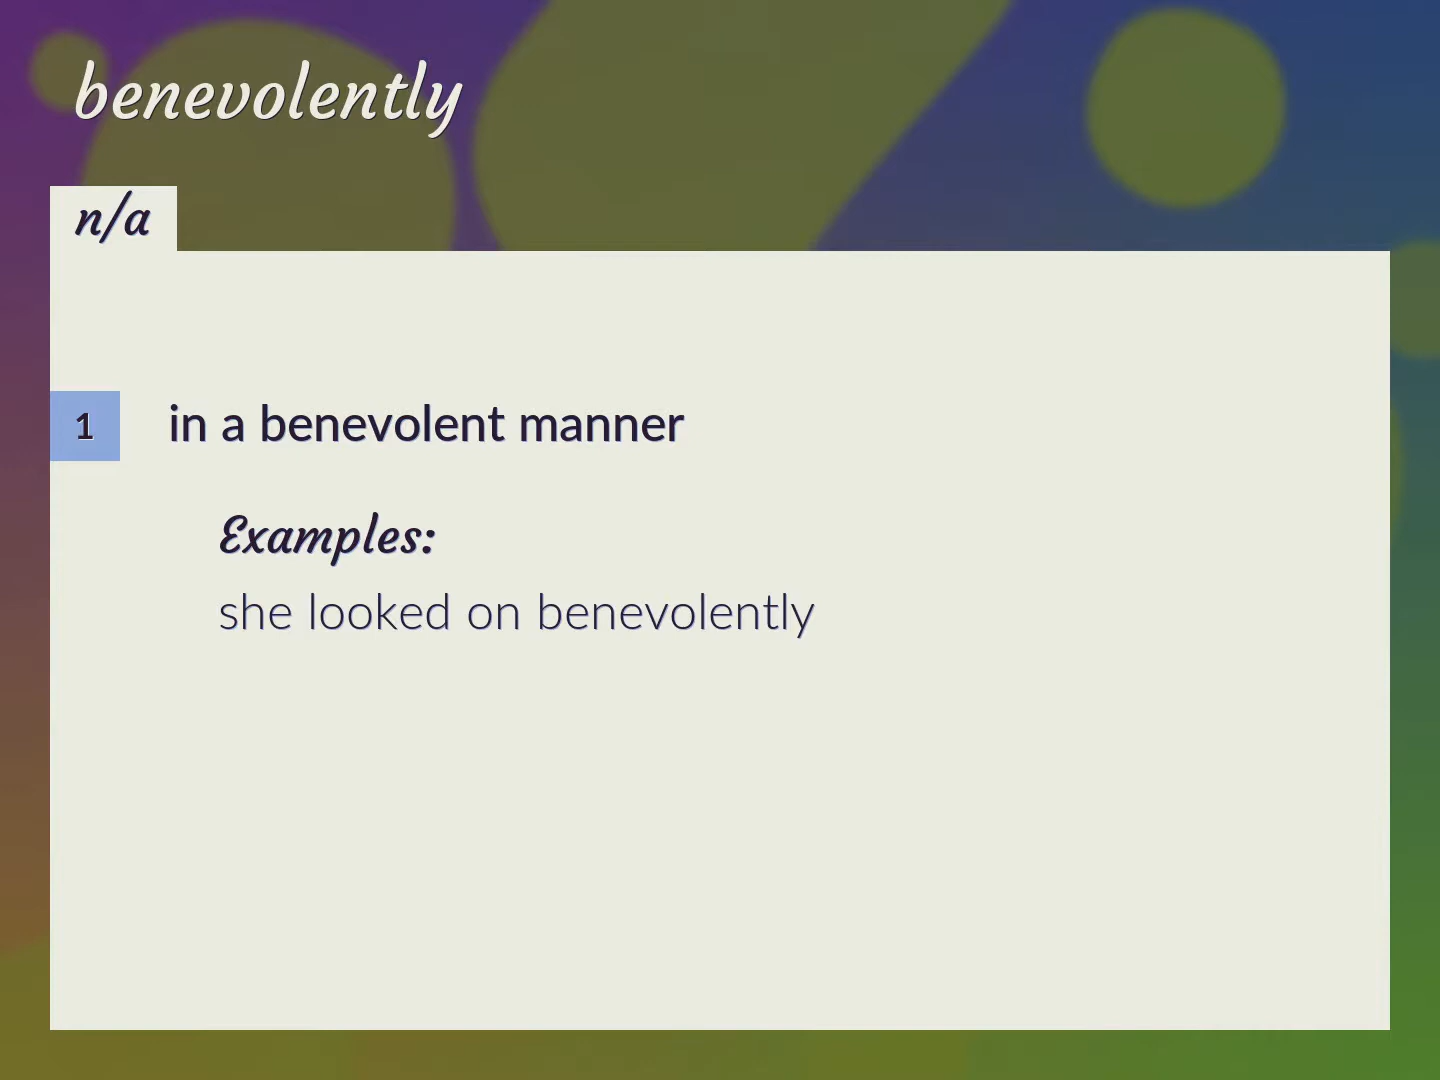 benevolently
n/a
1 in a benevolent manner
Examples:
she looked on benevolently